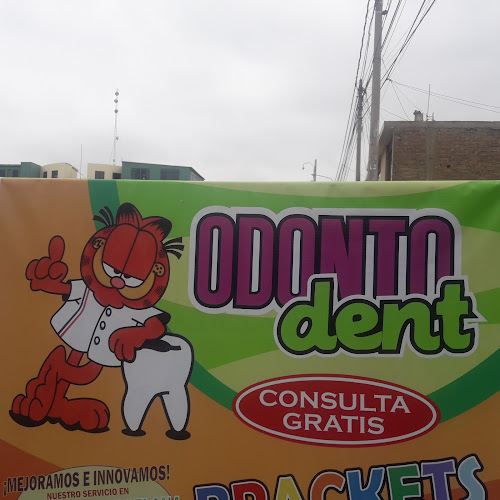 ODONTO
dent
CONSULTA
GRATIS
¡MEJORAMOS E INNOVAMOS!
NUESTRO SERVICIO EN
BRACKETS